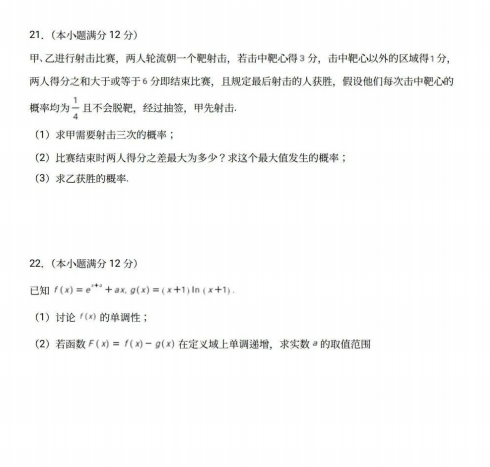 21.（本小题满分 12 分）
甲、乙进行射击比赛，两人轮流朝一个靶射击，若击中靶心得 3 分，击中靶心以外的区域得 1 分，
两人得分之和大于或等于 6 分即结束比赛，且规定最后射击的人获胜，假设他们每次击中靶心的
概率均为 1/4 且不会脱靶，经过抽签，甲先射击.
（1）求甲需要射击三次的概率；
（2）比赛结束时两人得分之差最大为多少？求这个最大值发生的概率；
（3）求乙获胜的概率.
22.（本小题满分 12 分）
已知 f(x) = e^{x+a} + ax, g(x) = (x+1) ln (x+1).
（1）讨论 f(x) 的单调性；
（2）若函数 F(x) = f(x) − g(x) 在定义域上单调递增，求实数 a 的取值范围